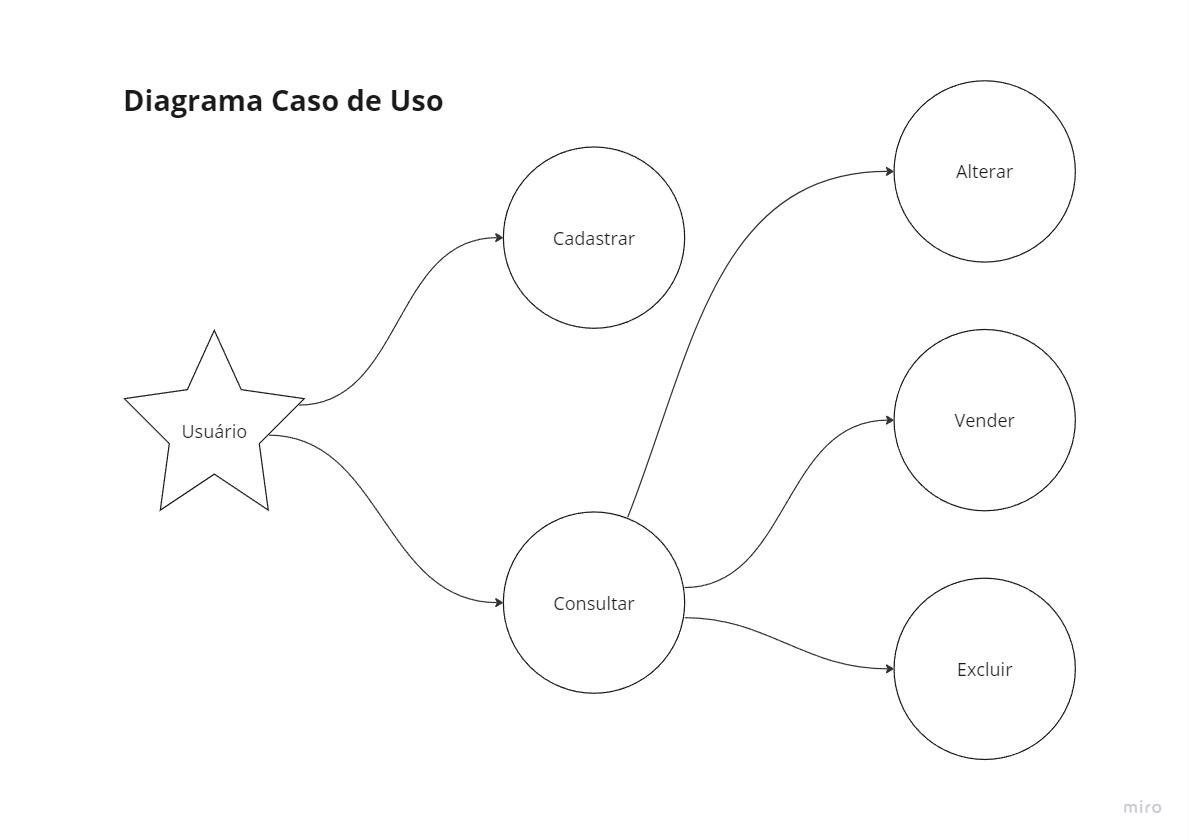 Diagrama Caso de Uso
Alterar
Cadastrar
Vender
Usuário
Consultar
Excluir
miro